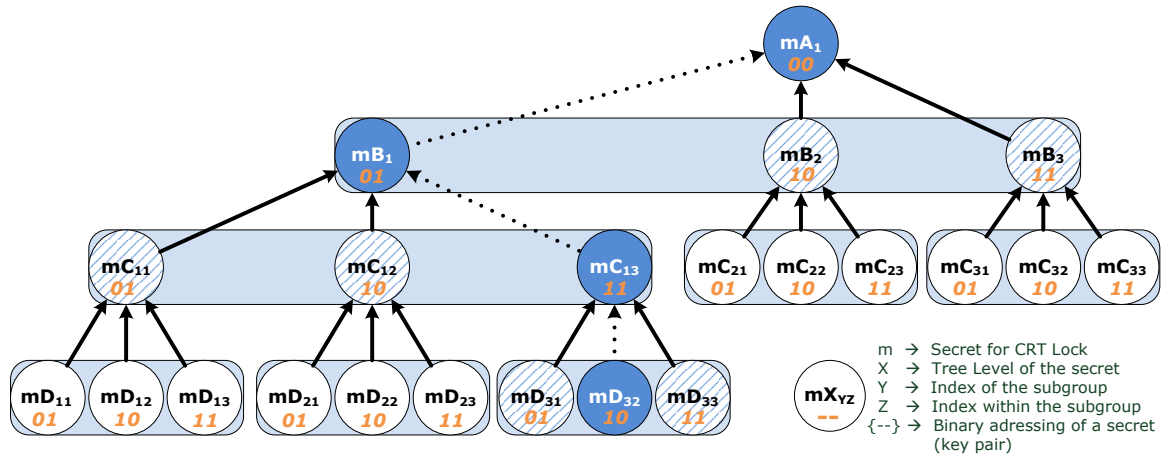 mA₁
00
mB₁
01
mB₂
10
mB₃
11
mC₁₁
01
mC₁₂
10
mC₁₃
11
mC₂₁
01
mC₂₂
10
mC₂₃
11
mC₃₁
01
mC₃₂
10
mC₃₃
11
mD₁₁
01
mD₁₂
10
mD₁₃
11
mD₂₁
01
mD₂₂
10
mD₂₃
11
mD₃₁
01
mD₃₂
10
mD₃₃
11
mX_YZ
--
m → Secret for CRT Lock
X → Tree Level of the secret
Y → Index of the subgroup
Z → Index within the subgroup
{--} → Binary adressing of a secret
(key pair)